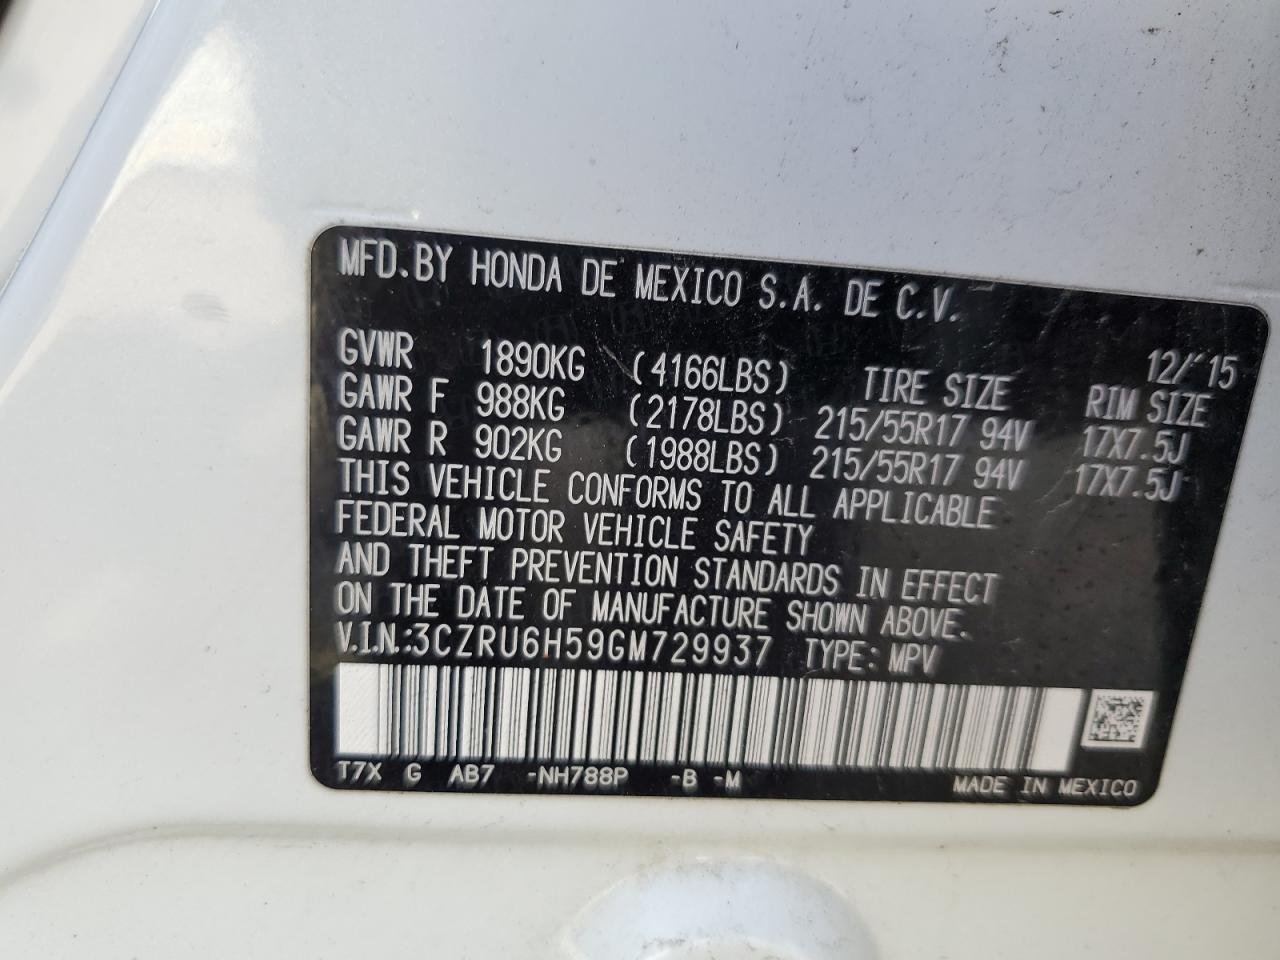 MFD.BY HONDA DE MEXICO S.A. DE C.V.
12/'15
GVWR 1890KG (4166LBS) TIRE SIZE RIM SIZE
GAWR F 988KG (2178LBS) 215/55R17 94V 17X7.5J
GAWR R 902KG (1988LBS) 215/55R17 94V 17X7.5J
THIS VEHICLE CONFORMS TO ALL APPLICABLE
FEDERAL MOTOR VEHICLE SAFETY
AND THEFT PREVENTION STANDARDS IN EFFECT
ON THE DATE OF MANUFACTURE SHOWN ABOVE.
V.I.N.:3CZRU6H59GM729937 TYPE: MPV
T7X G AB7 -NH788P -B -M MADE IN MEXICO